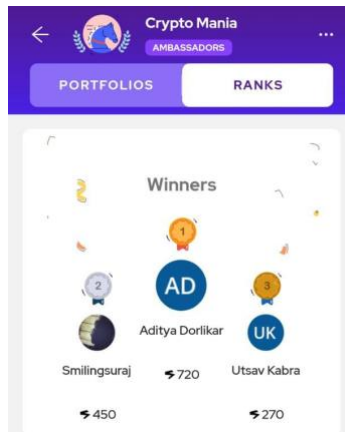 Crypto Mania
AMBASSADORS
PORTFOLIOS RANKS
Winners
1
2
3
AD
UK
Aditya Dorlikar
Smilingsuraj
Utsav Kabra
720
450
270